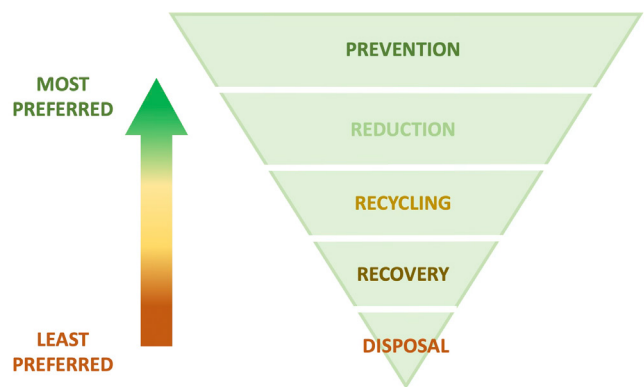 PREVENTION
MOST
PREFERRED
REDUCTION
RECYCLING
RECOVERY
LEAST
PREFERRED
DISPOSAL